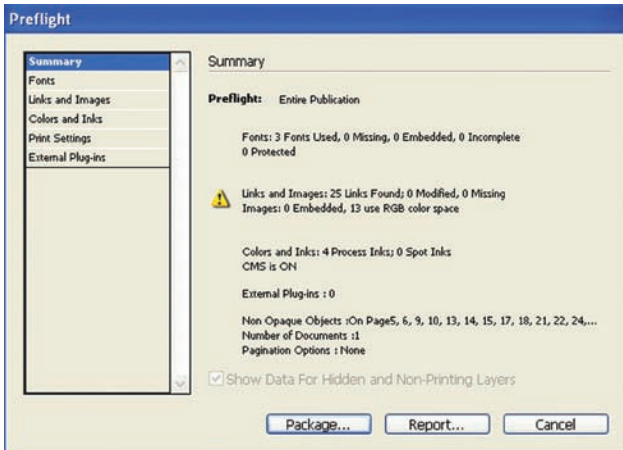 Preflight
Summary
Fonts
Links and Images
Colors and Inks
Print Settings
External Plug-ins
Summary
Preflight: Entire Publication
Fonts: 3 Fonts Used, 0 Missing, 0 Embedded, 0 Incomplete
0 Protected
Links and Images: 25 Links Found; 0 Modified, 0 Missing
Images: 0 Embedded, 13 use RGB color space
Colors and Inks: 4 Process Inks; 0 Spot Inks
CMS is ON
External Plug-ins : 0
Non Opaque Objects :On Page5, 6, 9, 10, 13, 14, 15, 17, 18, 21, 22, 24,...
Number of Documents :1
Pagination Options : None
Show Data For Hidden and Non-Printing Layers
Package... Report... Cancel